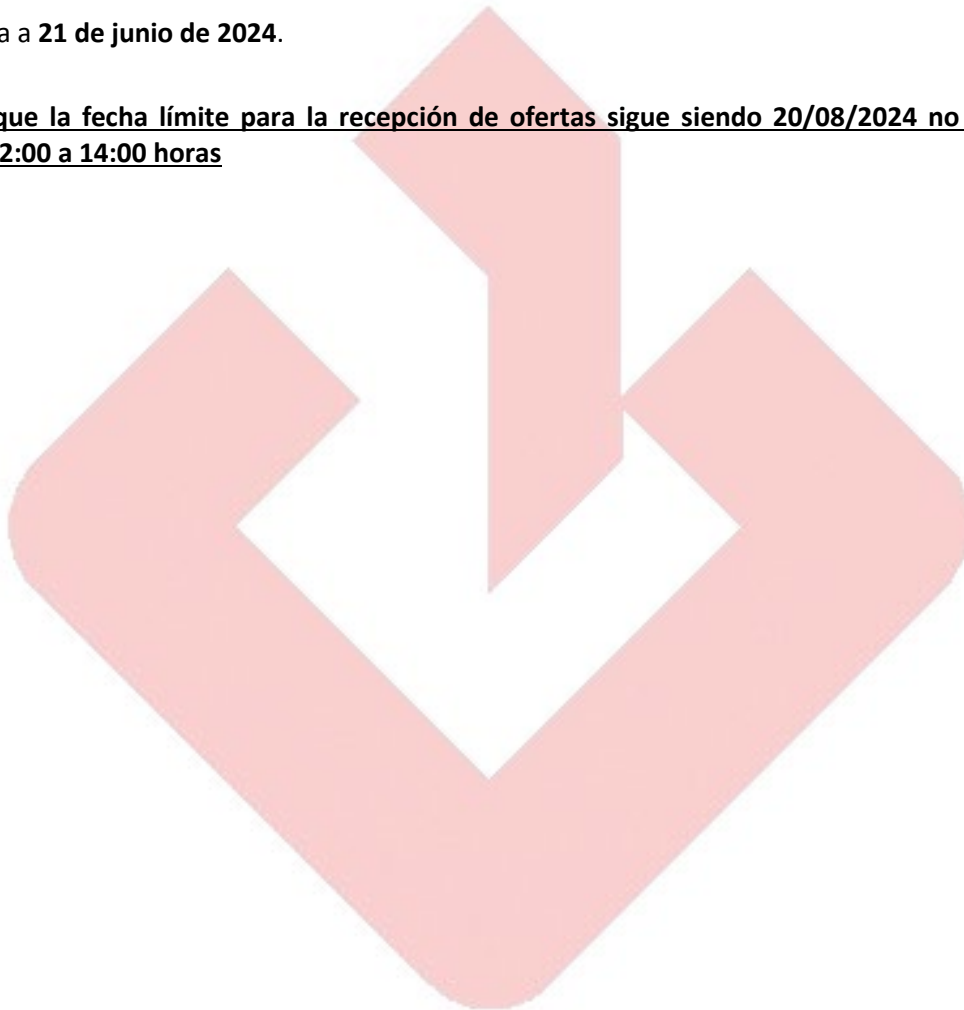 a a 21 de junio de 2024.
que la fecha límite para la recepción de ofertas sigue siendo 20/08/2024 no
2:00 a 14:00 horas